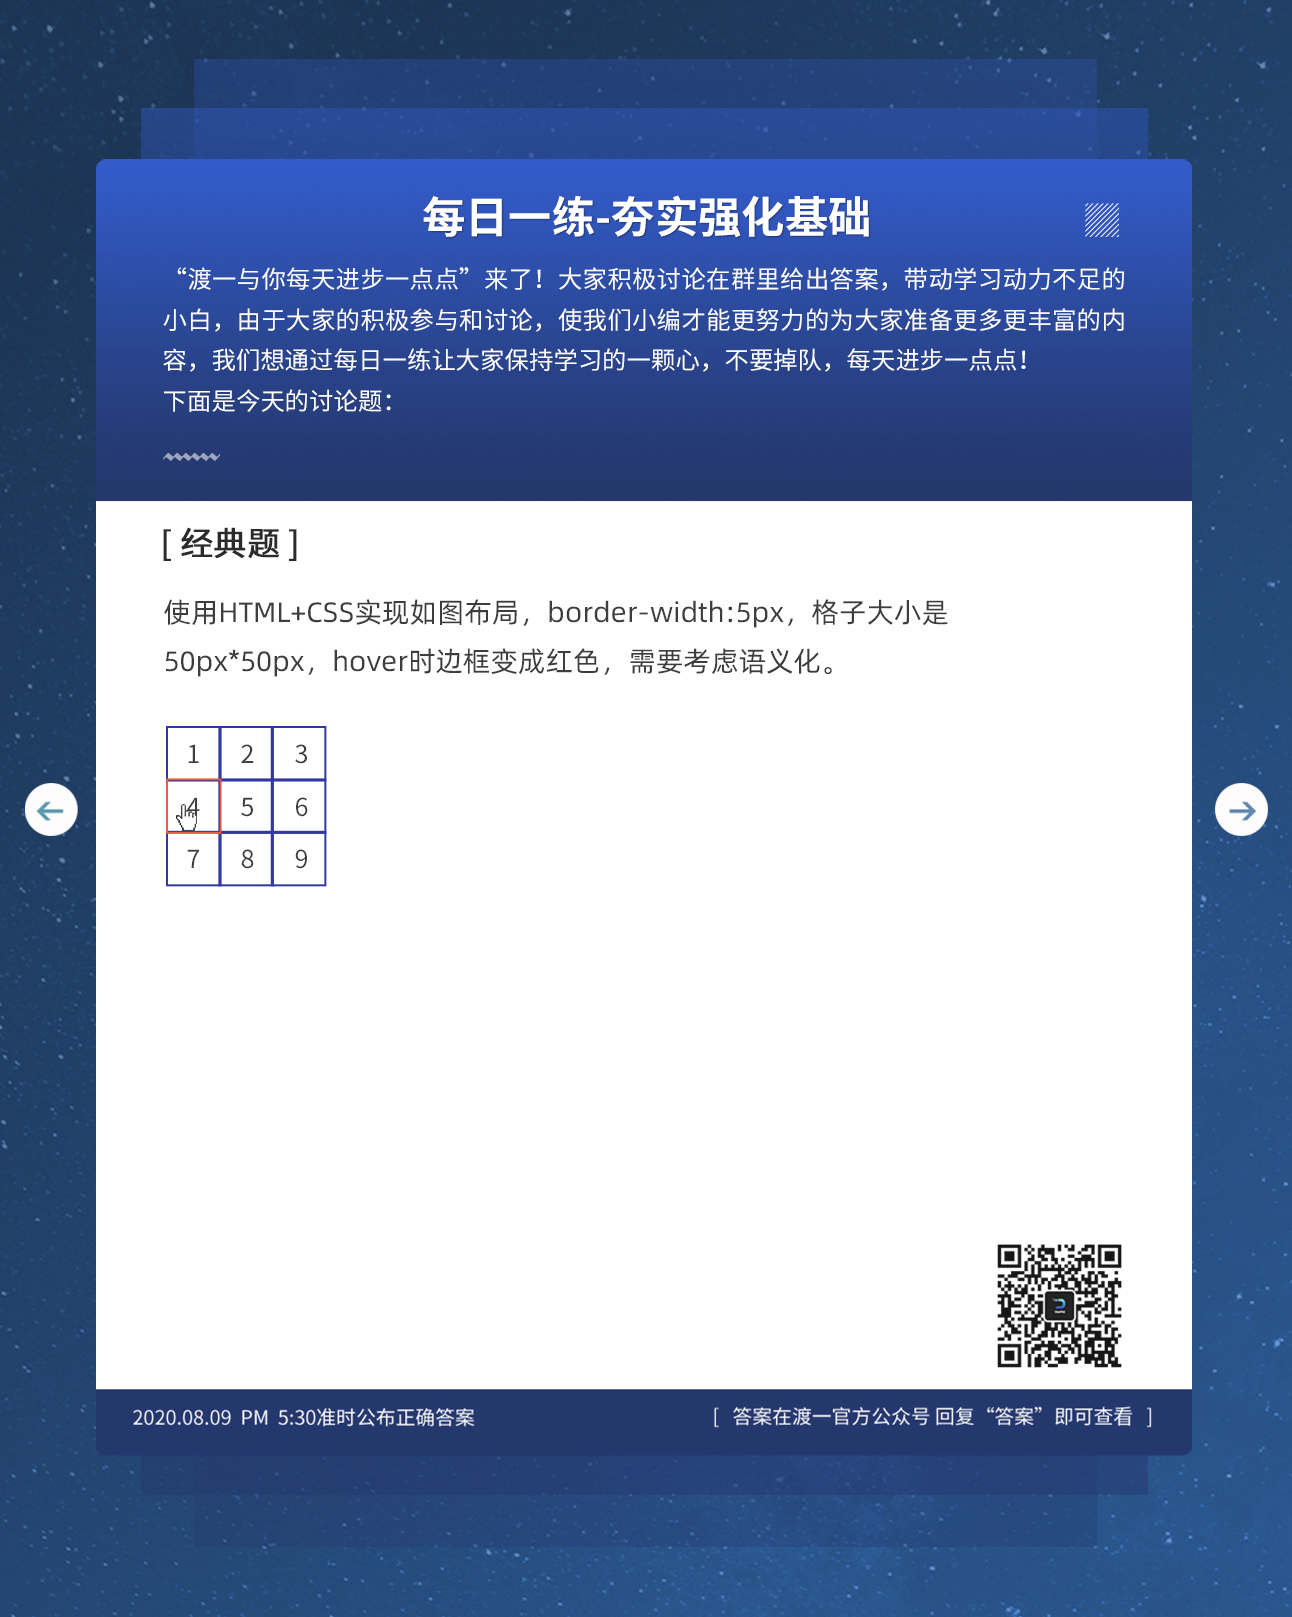 每日一练-夯实强化基础
“渡一与你每天进步一点点”来了！大家积极讨论在群里给出答案，带动学习动力不足的
小白，由于大家的积极参与和讨论，使我们小编才能更努力的为大家准备更多更丰富的内
容，我们想通过每日一练让大家保持学习的一颗心，不要掉队，每天进步一点点！
下面是今天的讨论题：
[ 经典题 ]
使用HTML+CSS实现如图布局，border-width:5px，格子大小是
50px*50px，hover时边框变成红色，需要考虑语义化。
1 2 3
4 5 6
7 8 9
2020.08.09 PM 5:30准时公布正确答案
[ 答案在渡一官方公众号 回复“答案”即可查看 ]